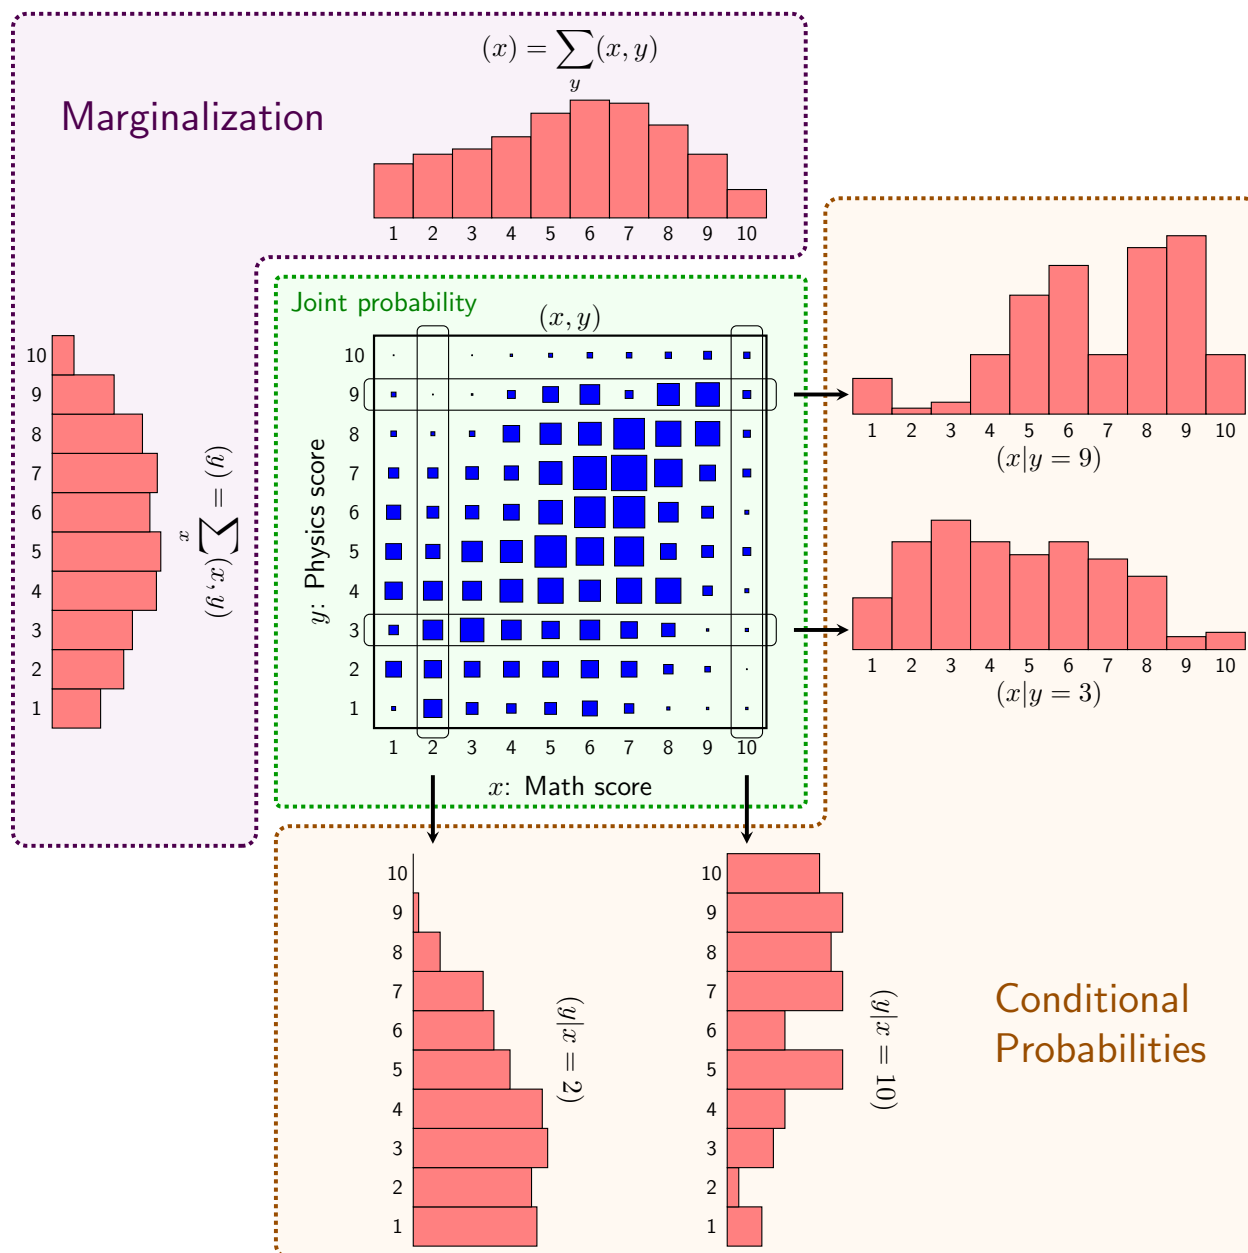 (x) = ∑_y (x, y)
Marginalization
1 2 3 4 5 6 7 8 9 10
Joint probability
(x, y)
10
9
8
7
6
5
4
3
2
1
(y) = ∑_x (x, y)
y: Physics score
10
9
8
7
6
5
4
3
2
1
1 2 3 4 5 6 7 8 9 10
x: Math score
1 2 3 4 5 6 7 8 9 10
(x|y = 9)
1 2 3 4 5 6 7 8 9 10
(x|y = 3)
10
9
8
7
6
5
4
3
2
1
(y|x = 2)
10
9
8
7
6
5
4
3
2
1
(y|x = 10)
Conditional
Probabilities